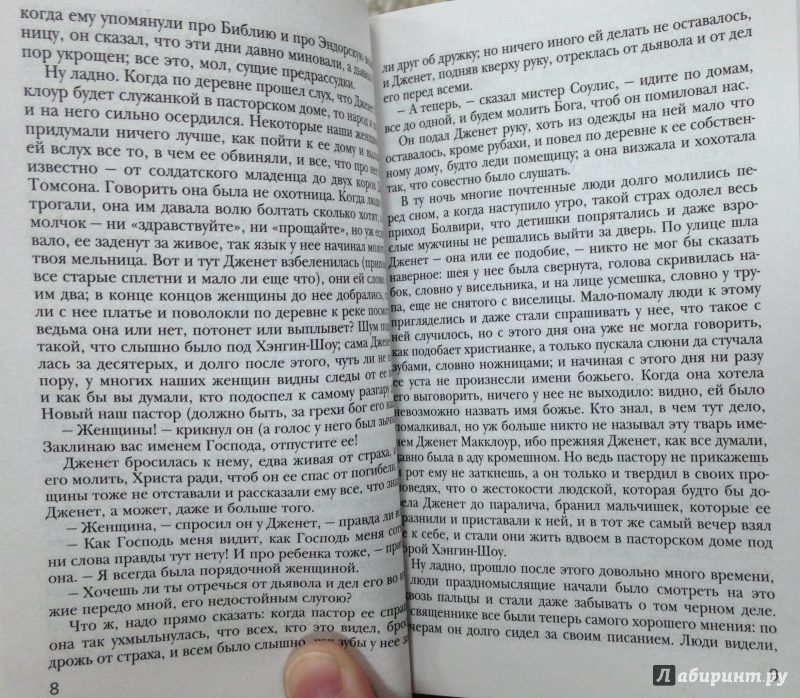 когда ему упомянули про Библию и про Эндорскую
ницу, он сказал, что эти дни давно миновали, а
пор укрощен; все это, мол, сущие предрассудки.
Ну ладно. Когда по деревне прошел слух, что
клоур будет служанкой в пасторском доме, то народ
и на него сильно осердился. Некоторые наши
придумали ничего лучше, как пойти к ее дому и
ей вслух все то, в чем ее обвиняли, и все, что про
известно – от солдатского младенца до двух коров
Томсона. Говорить она была не охотница. Когда
трогали, она им давала волю болтать сколько
молчок – ни «здравствуйте», ни «прощайте», но уж
вало, ее заденут за живое, так язык у нее начинал
твоя мельница. Вот и тут Дженет взбеленилась
все старые сплетни и мало ли еще что), они ей
им два; в конце концов женщины до нее добрались,
ли с нее платье и поволокли по деревне к реке
ведьма она или нет, потонет или выплывет? Шум
такой, что слышно было под Хэнгин-Шоу; сама
лась за десятерых, и долго после этого, чуть ли не
пору, у многих наших женщин видны следы от ее
и как бы вы думали, кто подоспел к самому разгару
Новый наш пастор (должно быть, за грехи бог его
– Женщины! – крикнул он (а голос у него был
Заклинаю вас именем Господа, отпустите ее!
Дженет бросилась к нему, едва живая от страха,
его молить, Христа ради, чтоб он ее спас от погибели
щины тоже не отставали и рассказали ему все, что
Дженет, а может, даже и больше того.
– Женщина, – спросил он у Дженет, – правда ли
– Как Господь меня видит, как Господь меня
ни слова правды тут нету! И про ребенка тоже, –
она. – Я всегда была порядочной женщиной.
– Хочешь ли ты отречься от дьявола и дел его во
жие передо мной, его недостойным слугою?
Что ж, надо прямо сказать: когда пастор ее
она так ухмыльнулась, что всех, кто это видел,
дрожь от страха, и всем было слышно, как зубы у нее
8
ли друг об дружку; но ничего иного ей делать не оставалось,
и Дженет, подняв кверху руку, отреклась от дьявола и от дел
его перед всеми.
– А теперь, – сказал мистер Соулис, – идите по домам,
все до одной, и будем молить Бога, чтоб он помиловал нас.
Он подал Дженет руку, хоть из одежды на ней мало что
оставалось, кроме рубахи, и повел по деревне к ее собствен-
ному дому, будто леди помещицу; а она визжала и хохотала
так, что совестно было слушать.
В ту ночь многие почтенные люди долго молились пе-
ред сном, а когда наступило утро, такой страх одолел весь
приход Болвири, что детишки попрятались и даже взро-
слые мужчины не решались выйти за дверь. По улице шла
Дженет – она или ее подобие, – никто не мог бы сказать
наверное: шея у нее была свернута, голова скривилась на-
бок, словно у висельника, и на лице усмешка, словно у тру-
па, еще не снятого с виселицы. Мало-помалу люди к этому
пригляделись и даже стали спрашивать у нее, что такое с
ней случилось, но с этого дня она уже не могла говорить,
как подобает христианке, а только пускала слюни да стучала
зубами, словно ножницами; и начиная с этого дня ни разу
ее уста не произнесли имени божьего. Когда она хотела
его выговорить, ничего у нее не выходило: видно, ей было
невозможно назвать имя божье. Кто знал, в чем тут дело,
помалкивал, но уж больше не называл эту тварь име-
нем Дженет Макклоур, ибо прежняя Дженет, как все думали,
давно была в аду кромешном. Но ведь пастору не прикажешь
рот ему не заткнешь, а он только и твердил в своих про-
поведях, что о жестокости людской, которая будто бы до-
вела Дженет до паралича, бранил мальчишек, которые ее
дразнили и приставали к ней, и в тот же самый вечер взял
ее к себе, и стали они жить вдвоем в пасторском доме под
горой Хэнгин-Шоу.
Ну ладно, прошло после этого довольно много времени,
люди праздномыслящие начали было смотреть на это
сквозь пальцы и стали даже забывать о том черном деле.
священнике все были теперь самого хорошего мнения: по
вечерам он долго сидел за своим писанием. Люди видели,
9
Лабиринт.ру